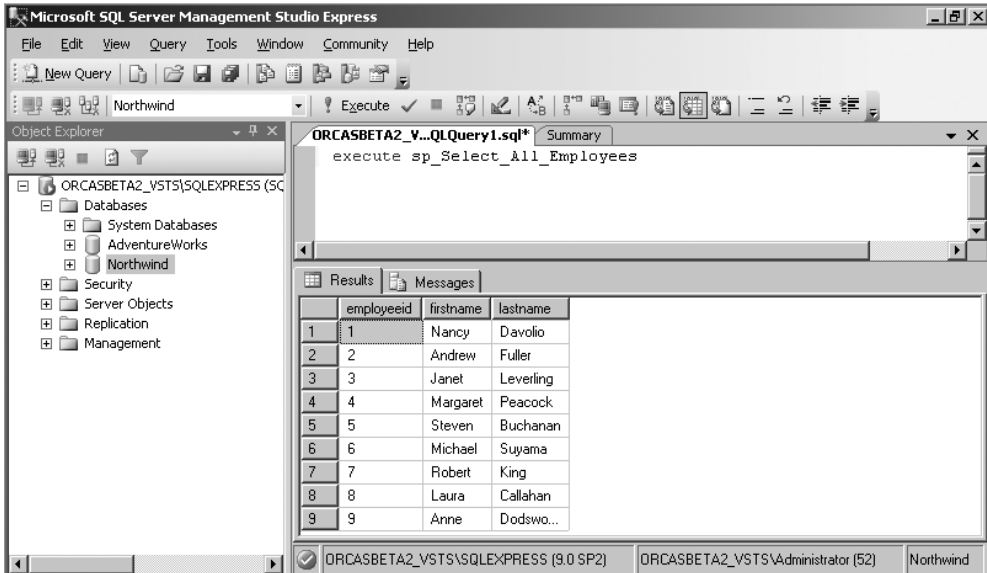 Microsoft SQL Server Management Studio Express
File Edit View Query Tools Window Community Help
New Query
Northwind
Execute
Object Explorer
ORCASBETA2_VSTS\SQLEXPRESS (SQ
Databases
System Databases
AdventureWorks
Northwind
Security
Server Objects
Replication
Management
ORCASBETA2_V...QLQuery1.sql* Summary
execute sp_Select_All_Employees
Results Messages
employeeid firstname lastname
1 1 Nancy Davolio
2 2 Andrew Fuller
3 3 Janet Leverling
4 4 Margaret Peacock
5 5 Steven Buchanan
6 6 Michael Suyama
7 7 Robert King
8 8 Laura Callahan
9 9 Anne Dodswo...
ORCASBETA2_VSTS\SQLEXPRESS (9.0 SP2) ORCASBETA2_VSTS\Administrator (52) Northwind